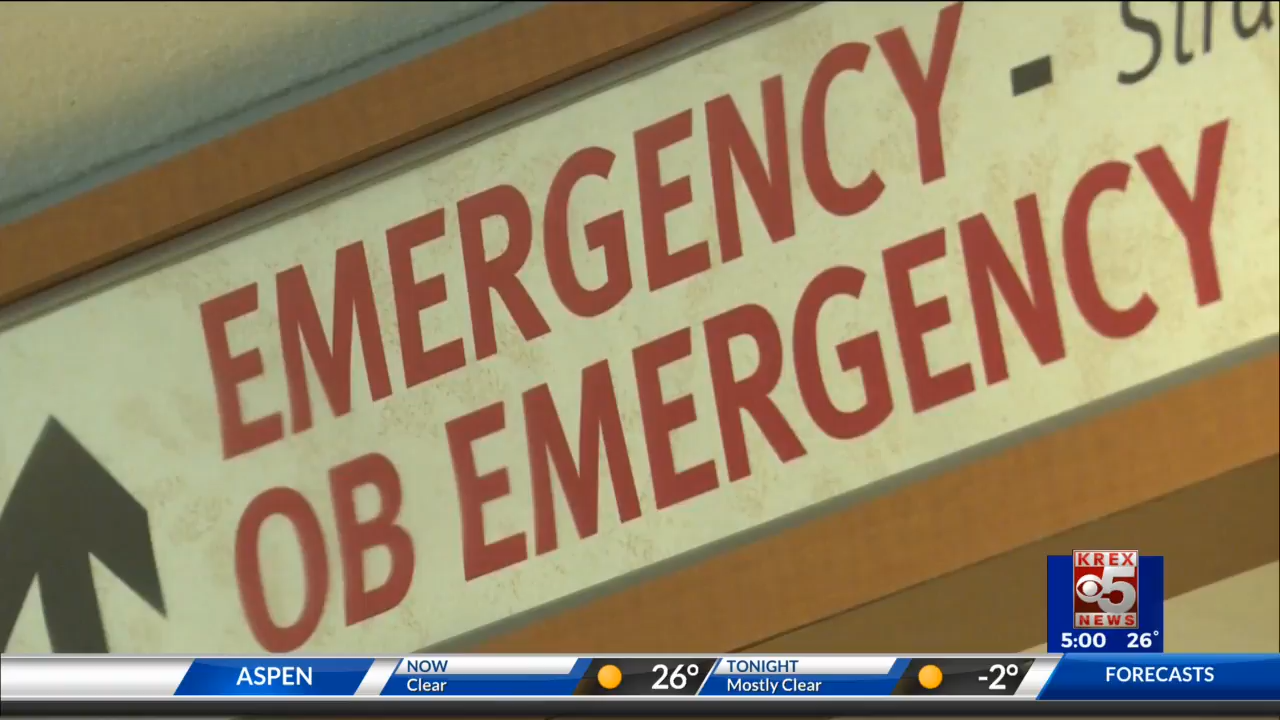 EMERGENCY -
OB EMERGENCY
KREX
5
NEWS
5:00 26°
ASPEN
NOW
Clear
26°
TONIGHT
Mostly Clear
-2°
FORECASTS